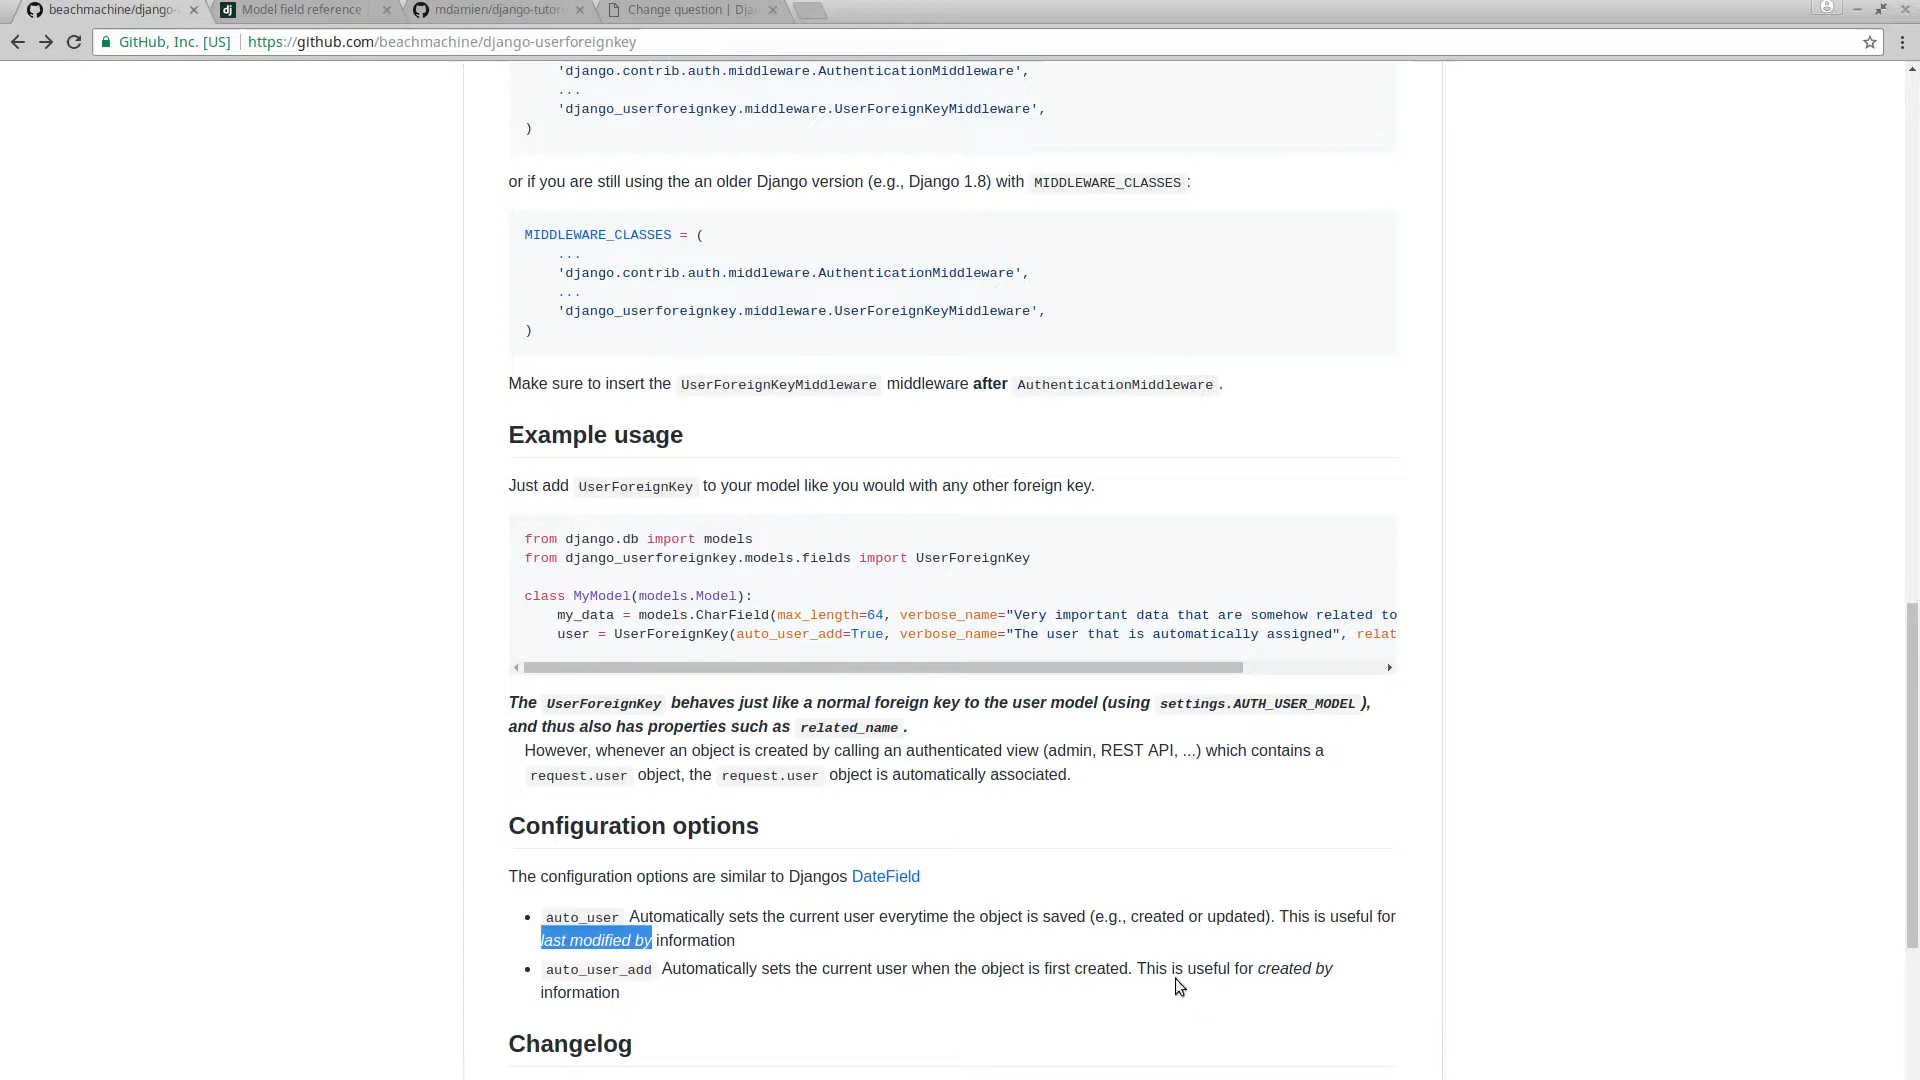 beachmachine/django-
Model field reference
mdamien/django-tutor
Change question | Dja
GitHub, Inc. [US] https://github.com/beachmachine/django-userforeignkey
'django.contrib.auth.middleware.AuthenticationMiddleware',
...
'django_userforeignkey.middleware.UserForeignKeyMiddleware',
)
or if you are still using the an older Django version (e.g., Django 1.8) with MIDDLEWARE_CLASSES :
MIDDLEWARE_CLASSES = (
...
'django.contrib.auth.middleware.AuthenticationMiddleware',
...
'django_userforeignkey.middleware.UserForeignKeyMiddleware',
)
Make sure to insert the UserForeignKeyMiddleware middleware after AuthenticationMiddleware .
Example usage
Just add UserForeignKey to your model like you would with any other foreign key.
from django.db import models
from django_userforeignkey.models.fields import UserForeignKey
class MyModel(models.Model):
my_data = models.CharField(max_length=64, verbose_name="Very important data that are somehow related to
user = UserForeignKey(auto_user_add=True, verbose_name="The user that is automatically assigned", relat
The UserForeignKey behaves just like a normal foreign key to the user model (using settings.AUTH_USER_MODEL ),
and thus also has properties such as related_name .
However, whenever an object is created by calling an authenticated view (admin, REST API, ...) which contains a
request.user object, the request.user object is automatically associated.
Configuration options
The configuration options are similar to Djangos DateField
• auto_user Automatically sets the current user everytime the object is saved (e.g., created or updated). This is useful for
last modified by information
• auto_user_add Automatically sets the current user when the object is first created. This is useful for created by
information
Changelog